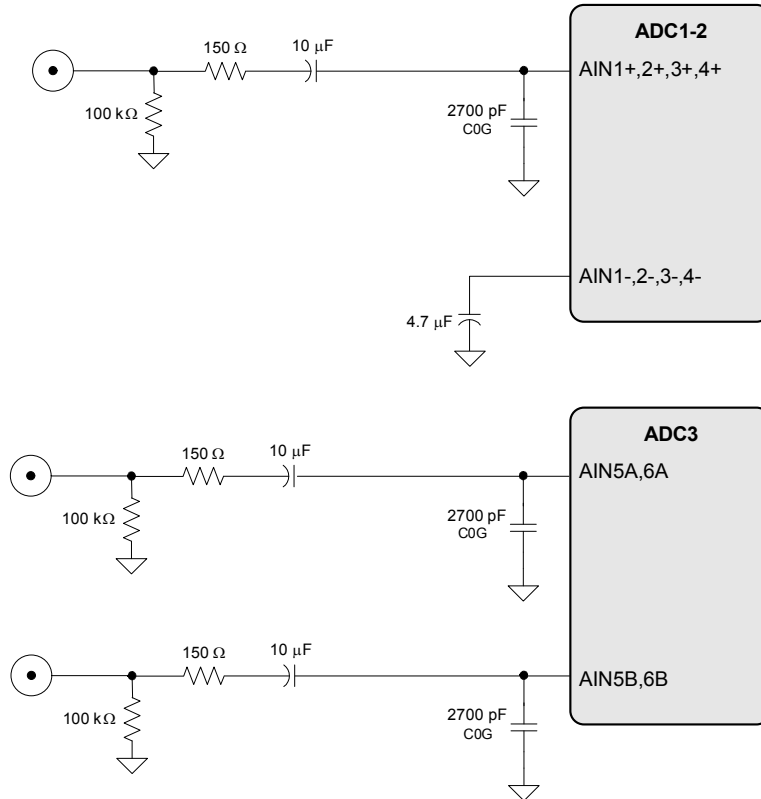 ADC1-2
150 Ω
10 μF
AIN1+,2+,3+,4+
100 kΩ
2700 pF
C0G
AIN1-,2-,3-,4-
4.7 μF
ADC3
150 Ω
10 μF
AIN5A,6A
100 kΩ
2700 pF
C0G
150 Ω
10 μF
AIN5B,6B
100 kΩ
2700 pF
C0G